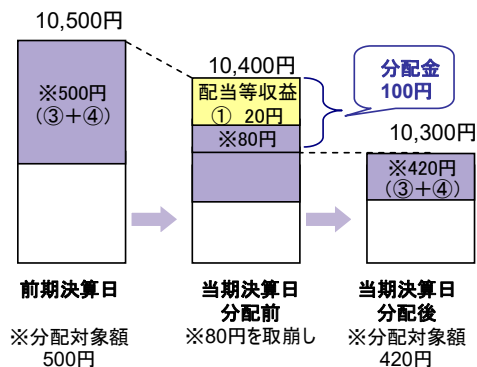 10,500円
※500円
(③+④)
10,400円
配当等収益
① 20円
※80円
分配金
100円
10,300円
※420円
(③+④)
前期決算日
※分配対象額
500円
当期決算日
分配前
※80円を取崩し
当期決算日
分配後
※分配対象額
420円